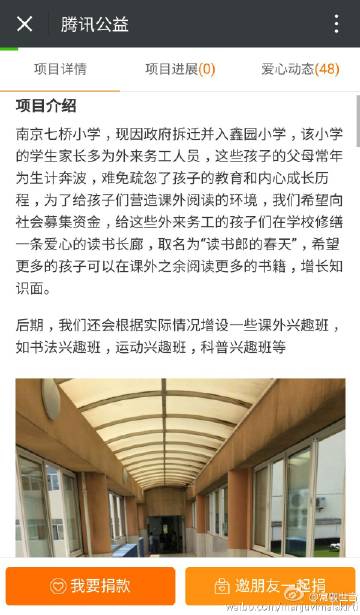 腾讯公益
项目详情 项目进展(0) 爱心动态(48)
项目介绍
南京七桥小学，现因政府拆迁并入鑫园小学，该小
的学生家长多为外来务工人员，这些孩子的父母常年
为生计奔波，难免疏忽了孩子的教育和内心成长历
程，为了给孩子们营造课外阅读的环境，我们希望向
社会募集资金，给这些外来务工的孩子们在学校修缮
一条爱心的读书长廊，取名为“读书郎的春天”，希望
更多的孩子可以在课外之余阅读更多的书籍，增长知
识面。
后期，我们还会根据实际情况增设一些课外兴趣班，
如书法兴趣班，运动兴趣班，科普兴趣班等
我要捐款 邀朋友一起捐